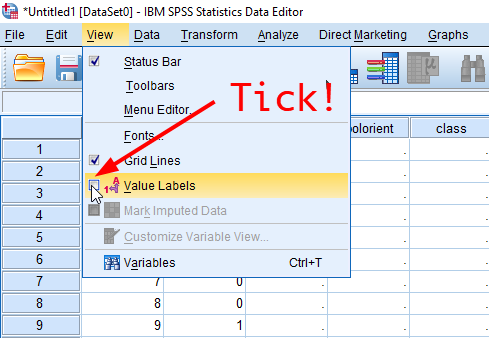 *Untitled1 [DataSet0] - IBM SPSS Statistics Data Editor
File Edit View Data Transform Analyze Direct Marketing Graphs
Status Bar
Toolbars
Menu Editor...
Fonts...
Grid Lines
Value Labels
Mark Imputed Data
Customize Variable View...
Variables Ctrl+T
Tick!
polorient class
1 . .
2 . .
3 . .
4 . .
5 . .
6 . .
7 7 0 . . .
8 8 0 . . .
9 9 1 . . .